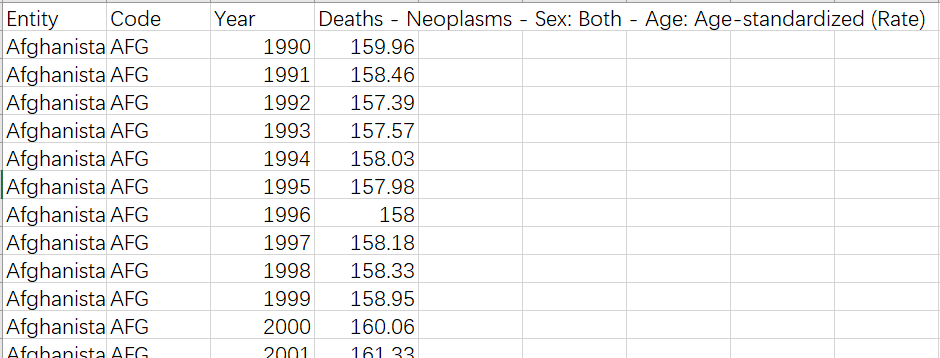 Entity Code Year Deaths - Neoplasms - Sex: Both - Age: Age-standardized (Rate)
Afghanista AFG 1990 159.96
Afghanista AFG 1991 158.46
Afghanista AFG 1992 157.39
Afghanista AFG 1993 157.57
Afghanista AFG 1994 158.03
Afghanista AFG 1995 157.98
Afghanista AFG 1996 158
Afghanista AFG 1997 158.18
Afghanista AFG 1998 158.33
Afghanista AFG 1999 158.95
Afghanista AFG 2000 160.06
Afghanista AFG 2001 161.33